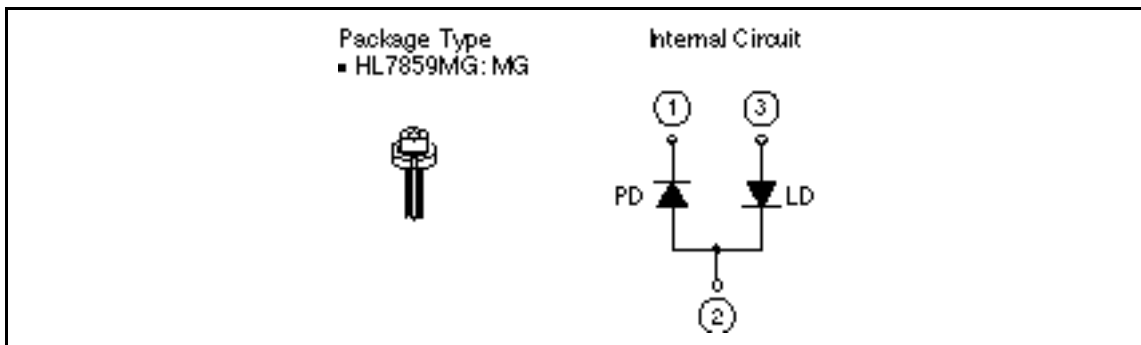 Package Type
▪ HL7859MG: MG
Internal Circuit
1
3
PD
LD
2